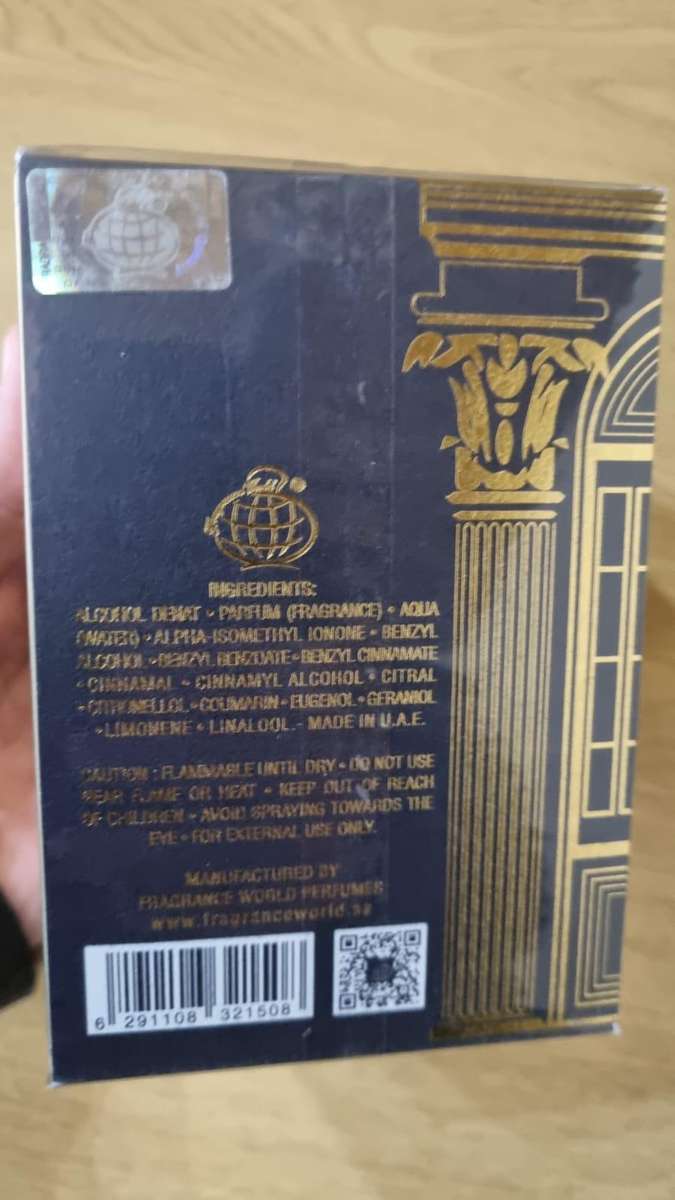 INGREDIENTS:
ALCOHOL DENAT • PARFUM (FRAGRANCE) • AQUA
(WATER) • ALPHA-ISOMETHYL IONONE • BENZYL
ALCOHOL • BENZYL BENZOATE • BENZYL CINNAMATE
• CINNAMAL • CINNAMYL ALCOHOL • CITRAL
• CITRONELLOL • COUMARIN • EUGENOL • GERANIOL
• LIMONENE • LINALOOL.- MADE IN U.A.E.
CAUTION : FLAMMABLE UNTIL DRY • DO NOT USE
NEAR FLAME OR HEAT • KEEP OUT OF REACH
OF CHILDREN • AVOID SPRAYING TOWARDS THE
EYE • FOR EXTERNAL USE ONLY.
MANUFACTURED BY
FRAGRANCE WORLD PERFUMES
www.fragranceworld.ae
6 291108 321508